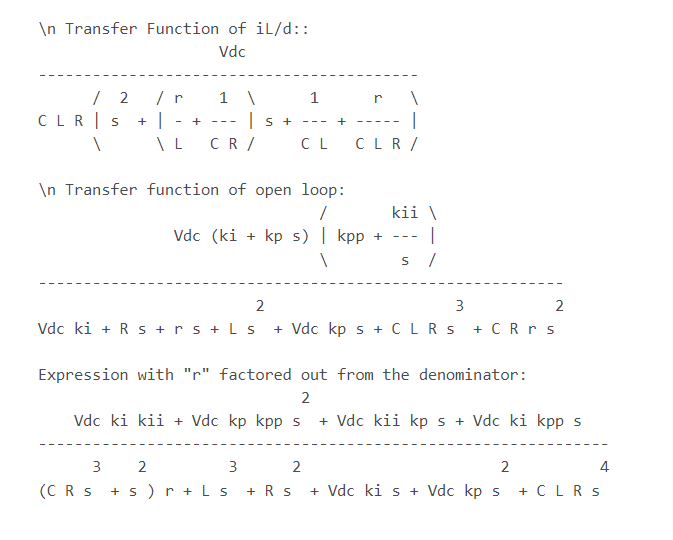 \n Transfer Function of iL/d::
                    Vdc
------------------------------------------
      /  2   / r    1  \      1      r   \
C L R | s  + | - + --- | s + --- + ----- |
      \      \ L   C R /     C L   C L R /

\n Transfer function of open loop:
                               /       kii \
               Vdc (ki + kp s) | kpp + --- |
                               \        s  /
----------------------------------------------------------
                        2                     3          2
Vdc ki + R s + r s + L s  + Vdc kp s + C L R s  + C R r s

Expression with "r" factored out from the denominator:
                             2
    Vdc ki kii + Vdc kp kpp s  + Vdc kii kp s + Vdc ki kpp s
---------------------------------------------------------------
      3    2         3      2                      2          4
(C R s  + s ) r + L s  + R s  + Vdc ki s + Vdc kp s  + C L R s